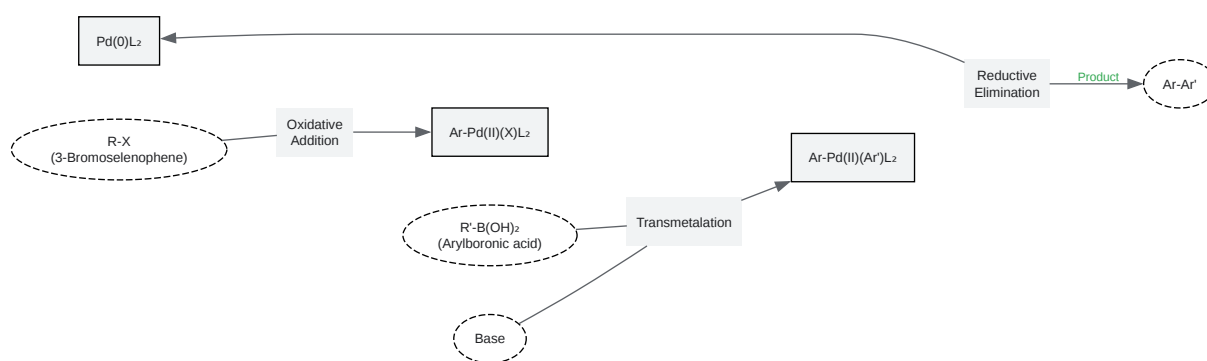 Pd(0)L₂
R-X
(3-Bromoselenophene)
Oxidative
Addition
Ar-Pd(II)(X)L₂
R'-B(OH)₂
(Arylboronic acid)
Base
Transmetalation
Ar-Pd(II)(Ar')L₂
Reductive
Elimination
Product
Ar-Ar'